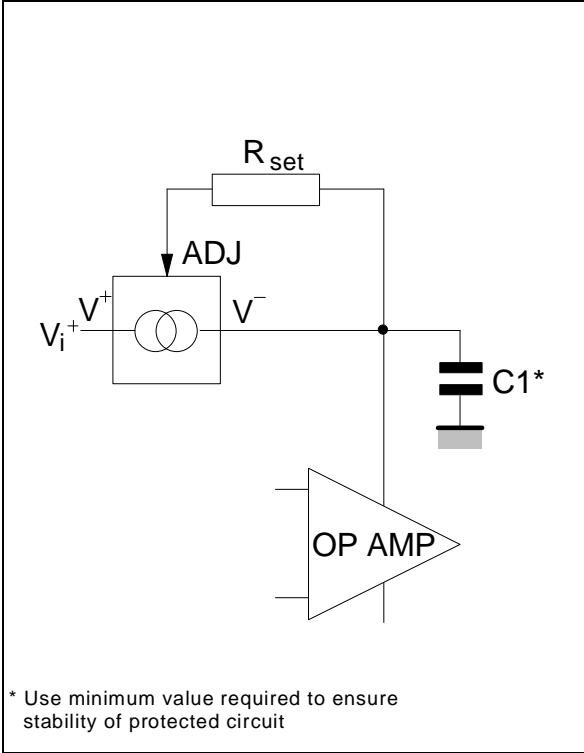 R set
ADJ
V+
V−
Vi+
C1*
OP AMP
* Use minimum value required to ensure
stability of protected circuit